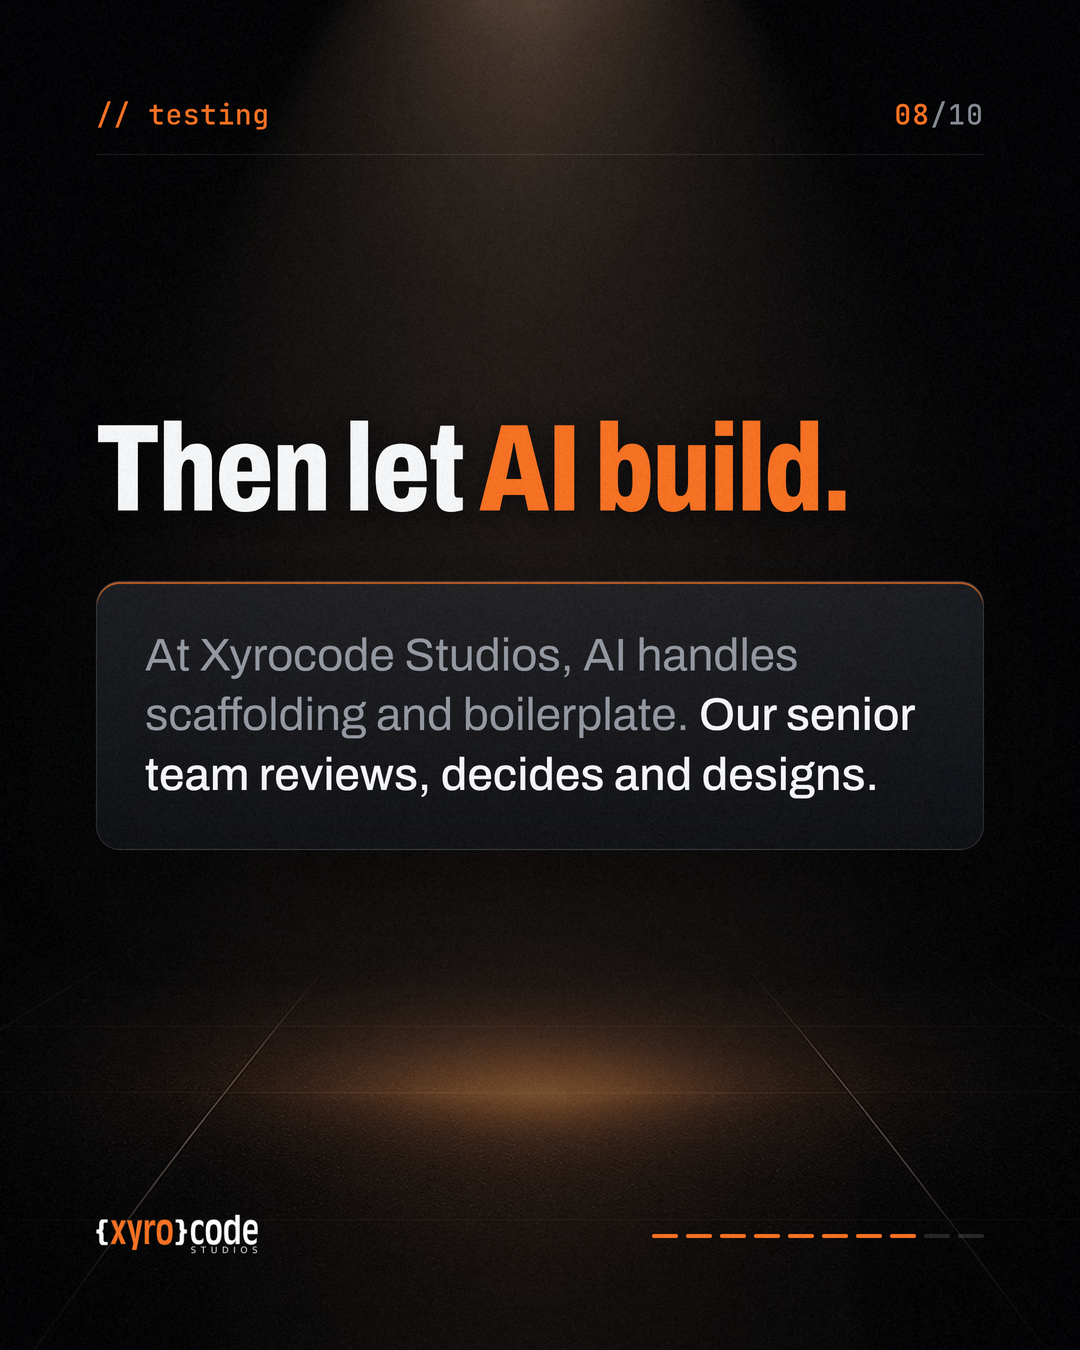 // testing
08/10
Then let AI build.
At Xyrocode Studios, AI handles
scaffolding and boilerplate. Our senior
team reviews, decides and designs.
{xyro}code
STUDIOS